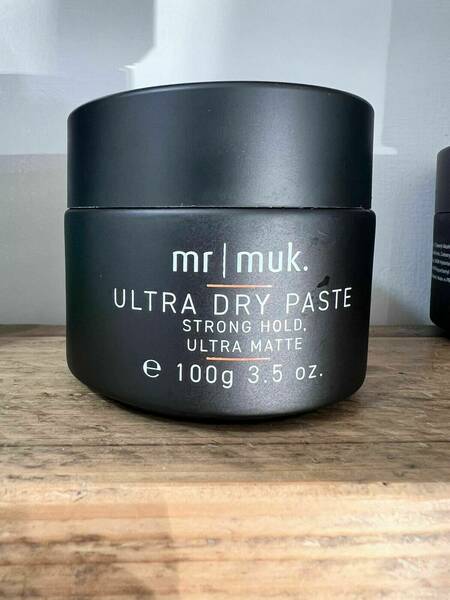 mr | muk.
ULTRA DRY PASTE
STRONG HOLD,
ULTRA MATTE
e 100g 3.5 oz.